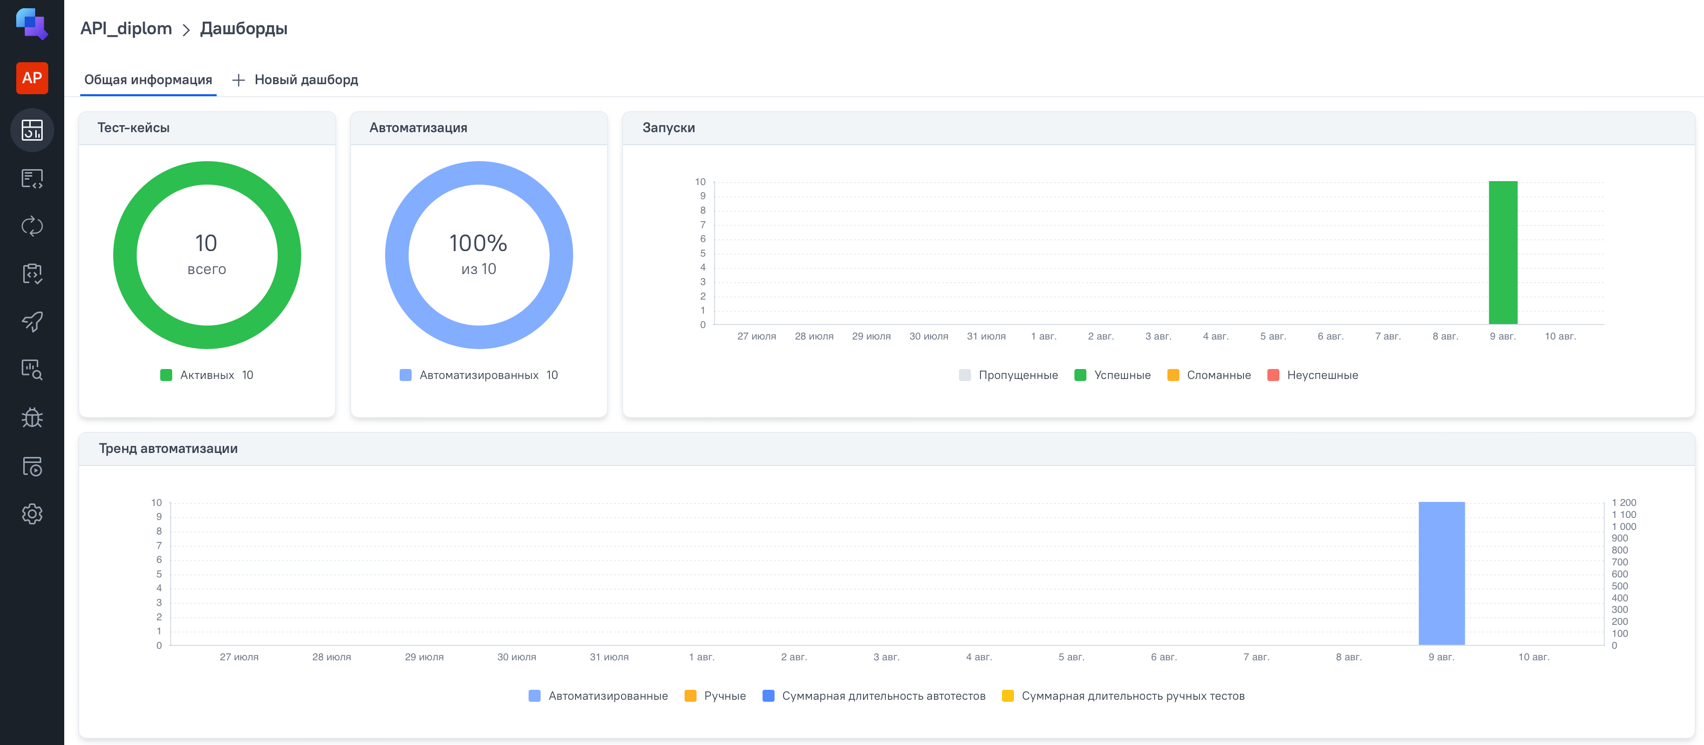 API_diplom > Дашборды
AP
Общая информация
Новый дашборд
Тест-кейсы
10
всего
Активных 10
Автоматизация
100%
из 10
Автоматизированных 10
Запуски
10
9
8
7
6
5
4
3
2
1
0
27 июля 28 июля 29 июля 30 июля 31 июля 1 авг. 2 авг. 3 авг. 4 авг. 5 авг. 6 авг. 7 авг. 8 авг. 9 авг. 10 авг.
Пропущенные Успешные Сломанные Неуспешные
Тренд автоматизации
10
9
8
7
6
5
4
3
2
1
0
1 200
1 100
1 000
900
800
700
600
500
400
300
200
100
0
27 июля 28 июля 29 июля 30 июля 31 июля 1 авг. 2 авг. 3 авг. 4 авг. 5 авг. 6 авг. 7 авг. 8 авг. 9 авг. 10 авг.
Автоматизированные Ручные Суммарная длительность автотестов Суммарная длительность ручных тестов